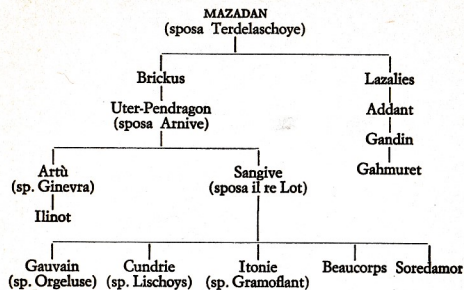 MAZADAN
(sposa Terdelaschoye)
Brickus Lazalies
Uter-Pendragon Addant
(sposa Arnive)
Gandin
Artù Sangive Gahmuret
(sp. Ginevra) (sposa il re Lot)
Ilinot
Gauvain Cundrie Itonie Beaucorps Soredamor
(sp. Orgeluse) (sp. Lischoys) (sp. Gramoflant)